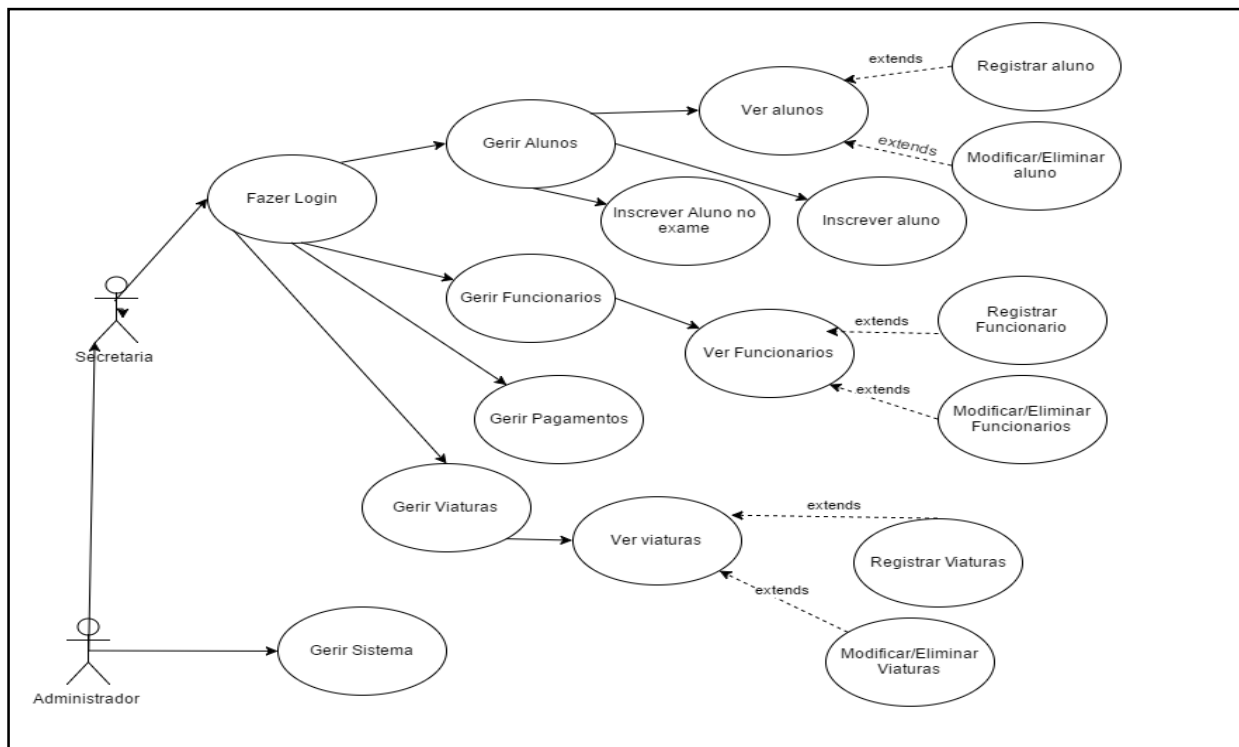 extends
Registrar aluno
Ver alunos
Gerir Alunos
extends
Modificar/Eliminar
aluno
Fazer Login
Inscrever Aluno no
exame
Inscrever aluno
Gerir Funcionarios
Registrar
Funcionario
extends
Ver Funcionarios
Secretaria
extends
Modificar/Eliminar
Funcionarios
Gerir Pagamentos
Gerir Viaturas
extends
Ver viaturas
Registrar Viaturas
extends
Gerir Sistema
Modificar/Eliminar
Viaturas
Administrador